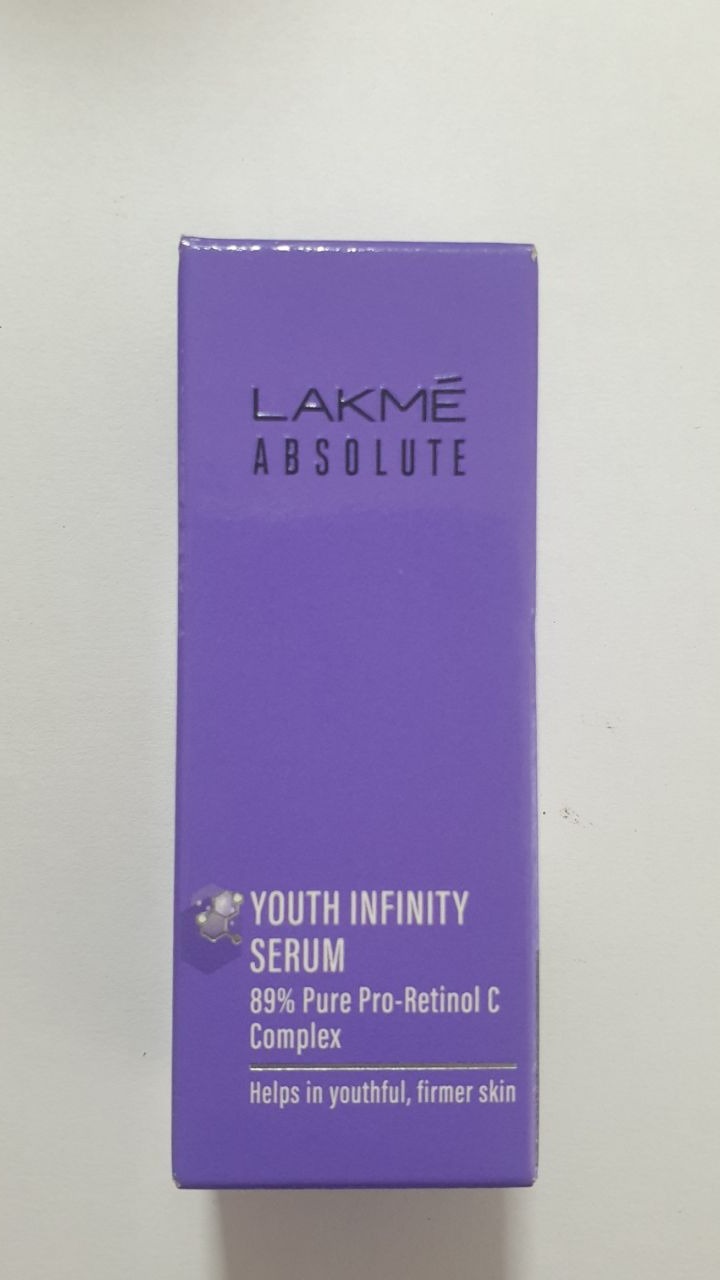 LAKMÉ
ABSOLUTE
YOUTH INFINITY
SERUM
89% Pure Pro-Retinol C
Complex
Helps in youthful, firmer skin